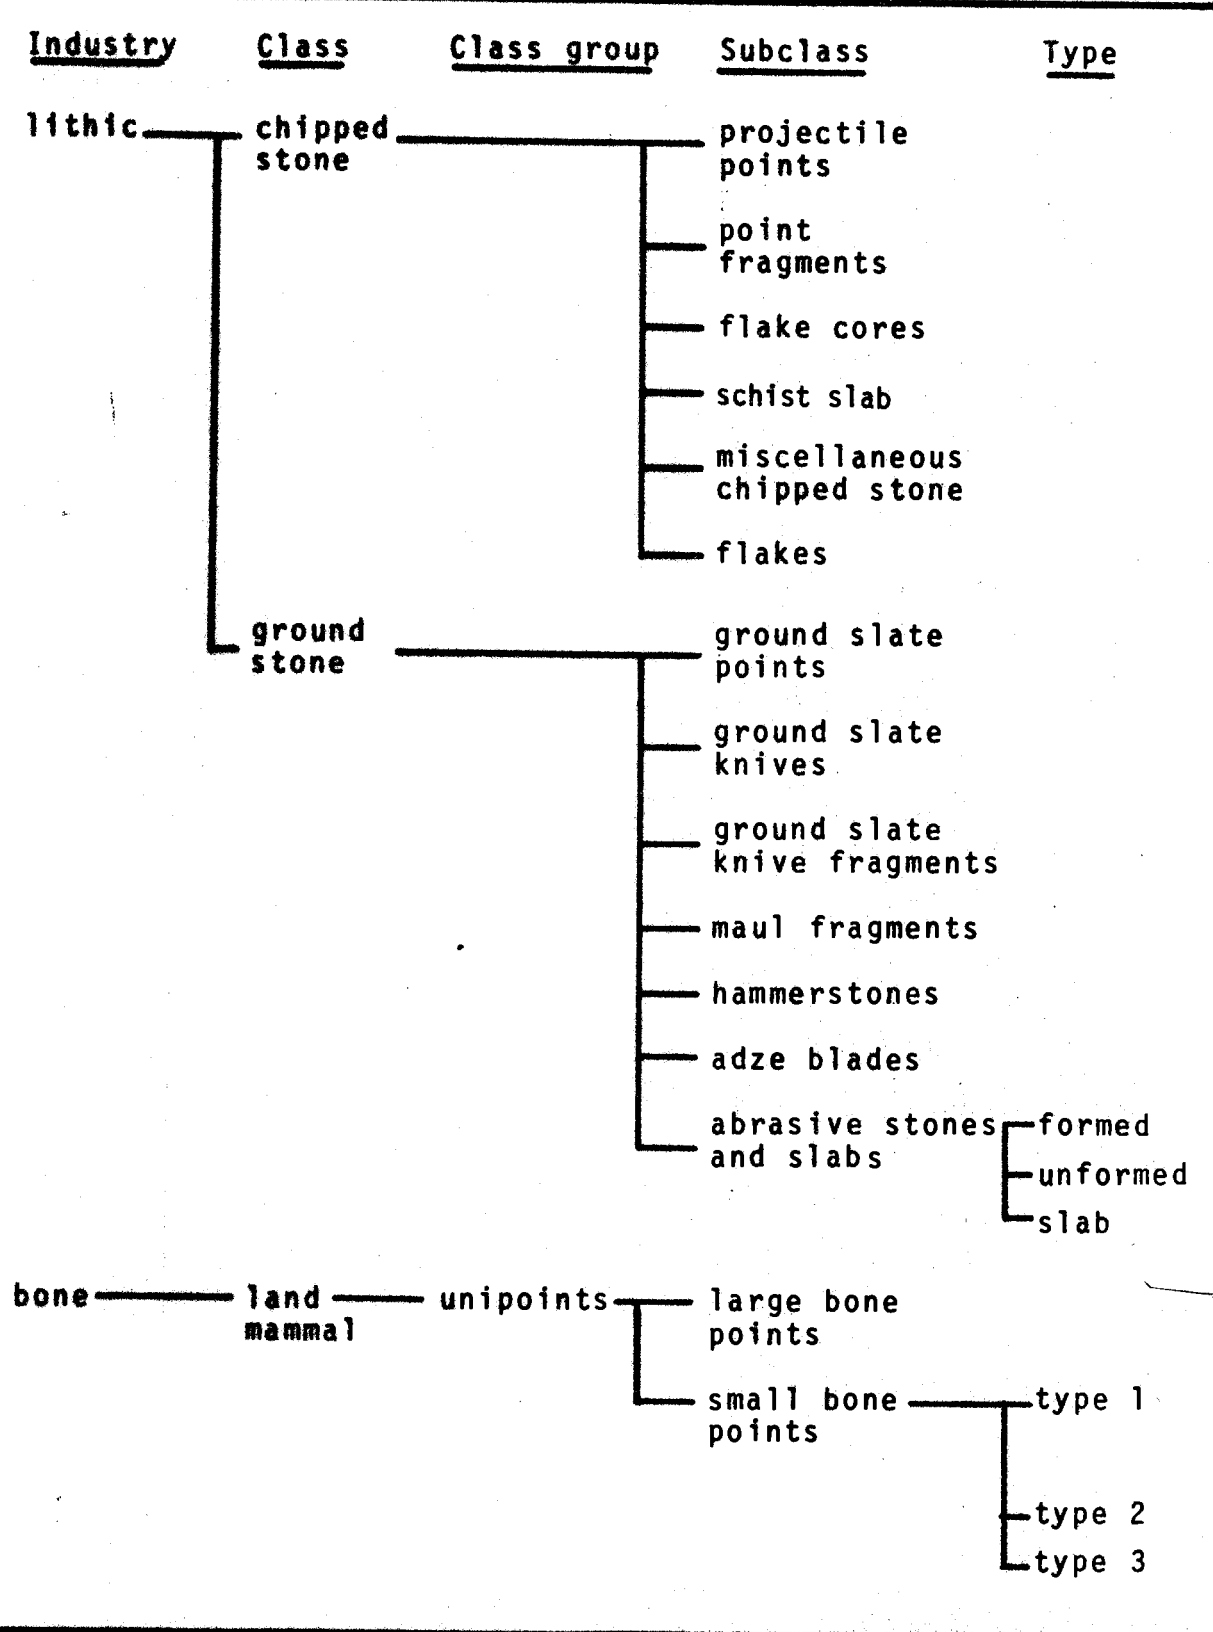 Industry Class Class group Subclass Type
lithic chipped stone projectile points
point fragments
flake cores
schist slab
miscellaneous chipped stone
flakes
ground stone ground slate points
ground slate knives
ground slate knive fragments
maul fragments
hammerstones
adze blades
abrasive stones and slabs formed
unformed
slab
bone land mammal unipoints large bone points
small bone points type 1
type 2
type 3